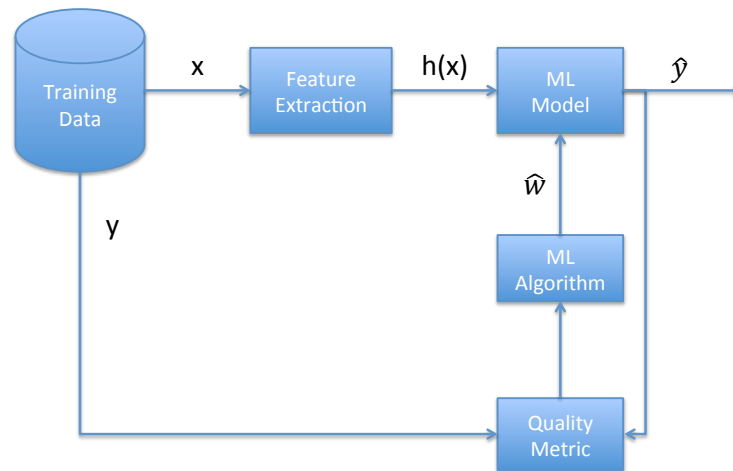 Training
Data
x
Feature
Extraction
h(x)
ML
Model
ŷ
ŵ
y
ML
Algorithm
Quality
Metric